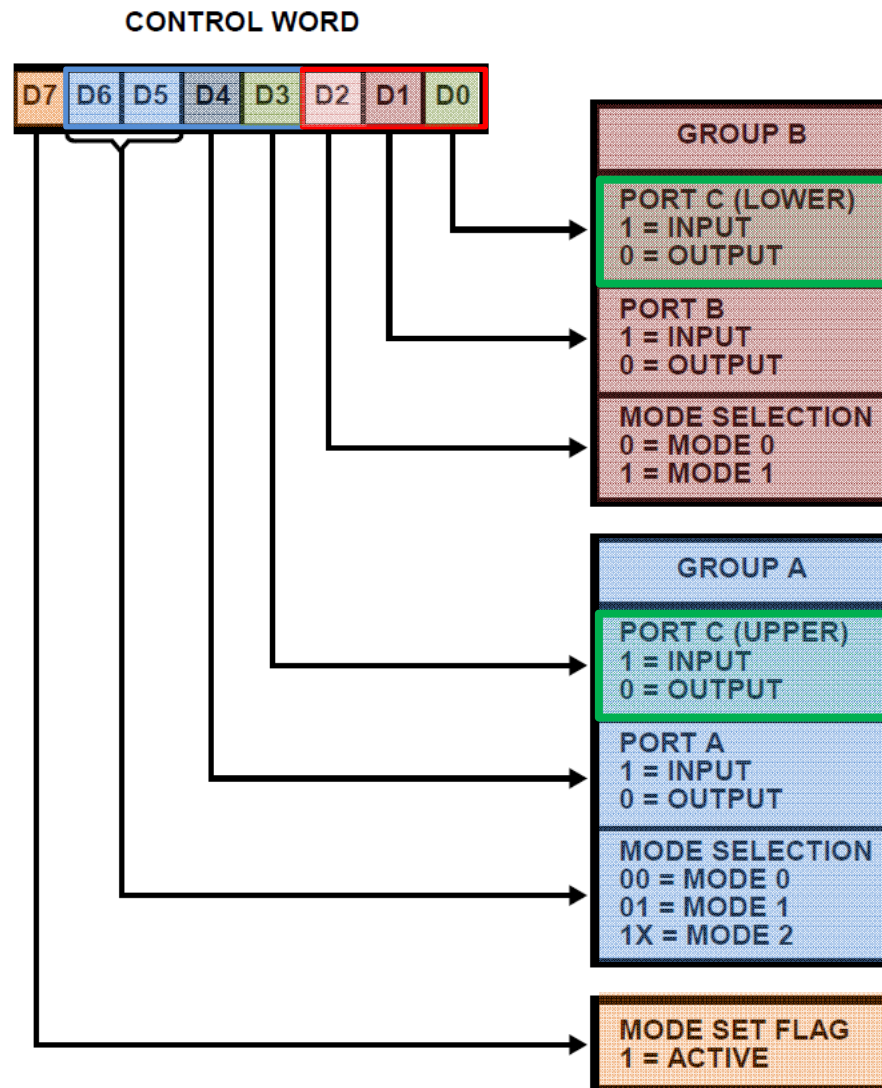 CONTROL WORD
D7 D6 D5 D4 D3 D2 D1 D0
GROUP B
PORT C (LOWER)
1 = INPUT
0 = OUTPUT
PORT B
1 = INPUT
0 = OUTPUT
MODE SELECTION
0 = MODE 0
1 = MODE 1
GROUP A
PORT C (UPPER)
1 = INPUT
0 = OUTPUT
PORT A
1 = INPUT
0 = OUTPUT
MODE SELECTION
00 = MODE 0
01 = MODE 1
1X = MODE 2
MODE SET FLAG
1 = ACTIVE